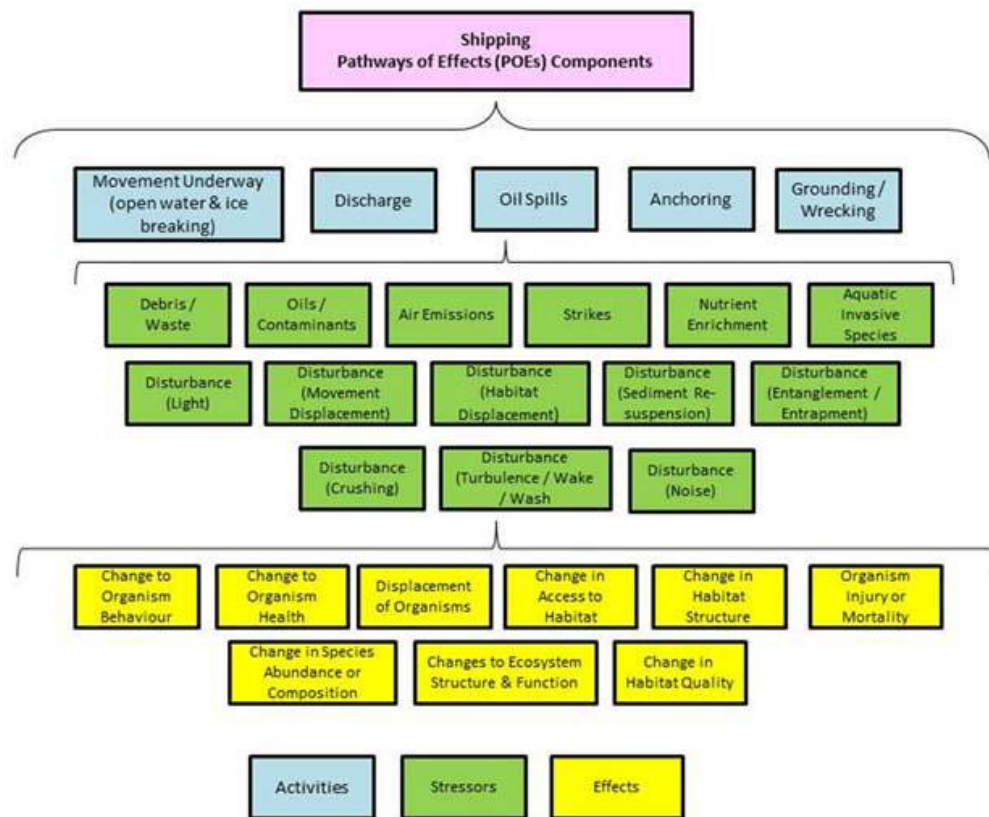 Shipping
Pathways of Effects (POEs) Components
Movement Underway
(open water & ice
breaking)
Discharge
Oil Spills
Anchoring
Grounding /
Wrecking
Debris /
Waste
Oils /
Contaminants
Air Emissions
Strikes
Nutrient
Enrichment
Aquatic
Invasive
Species
Disturbance
(Light)
Disturbance
(Movement
Displacement)
Disturbance
(Habitat
Displacement)
Disturbance
(Sediment Re-
suspension)
Disturbance
(Entanglement /
Entrapment)
Disturbance
(Crushing)
Disturbance
(Turbulence / Wake
/ Wash
Disturbance
(Noise)
Change to
Organism
Behaviour
Change to
Organism
Health
Displacement
of Organisms
Change in
Access to
Habitat
Change in
Habitat
Structure
Organism
Injury or
Mortality
Change in Species
Abundance or
Composition
Changes to Ecosystem
Structure & Function
Change in
Habitat Quality
Activities
Stressors
Effects